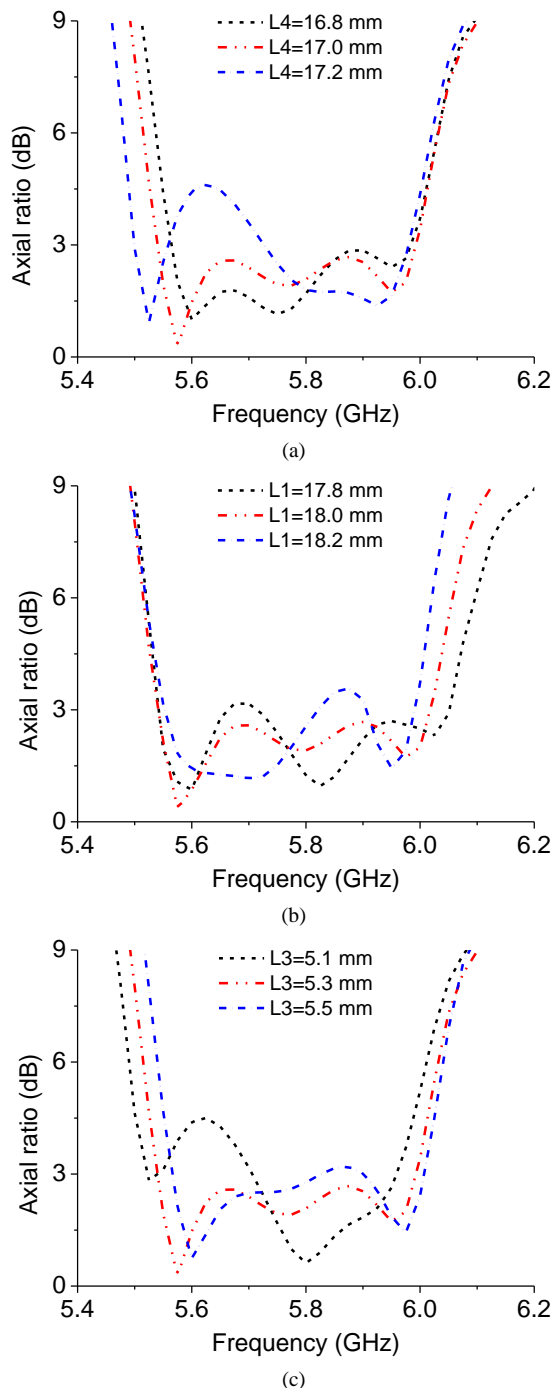 9
6
3
0
Axial ratio (dB)
L4=16.8 mm
L4=17.0 mm
L4=17.2 mm
5.4 5.6 5.8 6.0 6.2
Frequency (GHz)
(a)
9
6
3
0
Axial ratio (dB)
L1=17.8 mm
L1=18.0 mm
L1=18.2 mm
5.4 5.6 5.8 6.0 6.2
Frequency (GHz)
(b)
9
6
3
0
Axial ratio (dB)
L3=5.1 mm
L3=5.3 mm
L3=5.5 mm
5.4 5.6 5.8 6.0 6.2
Frequency (GHz)
(c)